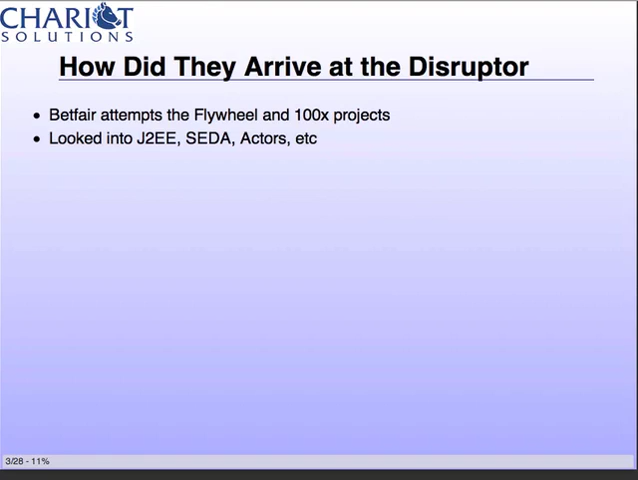 CHARIOT
SOLUTIONS
How Did They Arrive at the Disruptor
• Betfair attempts the Flywheel and 100x projects
• Looked into J2EE, SEDA, Actors, etc
3/28 - 11%